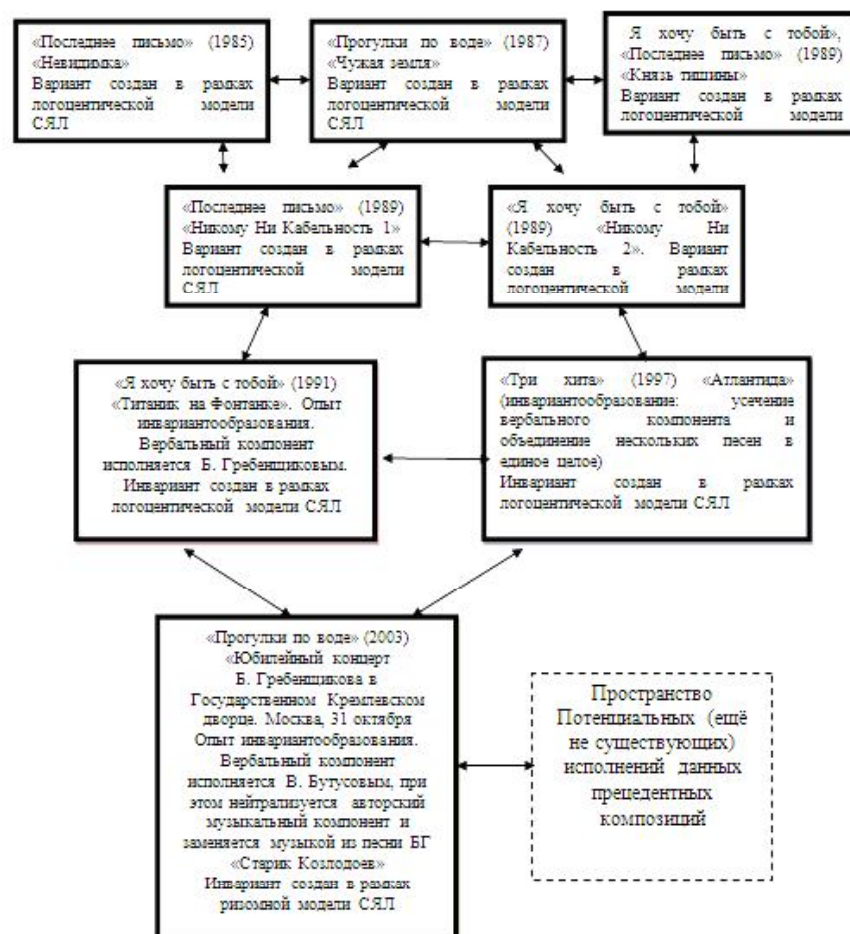 «Последнее письмо» (1985)
«Невидимка»
Вариант создан в рамках
логоцентической модели
СЯЛ
«Прогулки по воде» (1987)
«Чужая земля»
Вариант создан в рамках
логоцентической модели
СЯЛ
Я хочу быть с тобой»,
«Последнее письмо» (1989)
«Князь тишины»
Вариант создан в рамках
логоцентической модели
«Последнее письмо» (1989)
«Никому Ни Кабельность 1»
Вариант создан в рамках
логоцентической модели
СЯЛ
«Я хочу быть с тобой»
(1989) «Никому Ни
Кабельность 2». Вариант
создан в рамках
логоцентической модели
«Я хочу быть с тобой» (1991)
«Титаник на Фонтанке». Опыт
инвариантообразования.
Вербальный компонент
исполняется Б. Гребенщиковым.
Инвариант создан в рамках
логоцентической модели СЯЛ
«Три хита» (1997) «Атлантида»
(инвариантообразование: усечение
вербального компонента и
объединение нескольких песен в
единое целое)
Инвариант создан в рамках
логоцентической модели СЯЛ
«Прогулки по воде» (2003)
«Юбилейный концерт
Б. Гребенщикова в
Государственном Кремлевском
дворце. Москва, 31 октября
Опыт инвариантообразования.
Вербальный компонент
исполняется В. Бутусовым, при
этом нейтрализуется авторский
музыкальный компонент и
заменяется музыкой из песни БГ
«Старик Козлодоев»
Инвариант создан в рамках
ризомной модели СЯЛ
Пространство
Потенциальных (ещё
не существующих)
исполнений данных
прецедентных
композиций